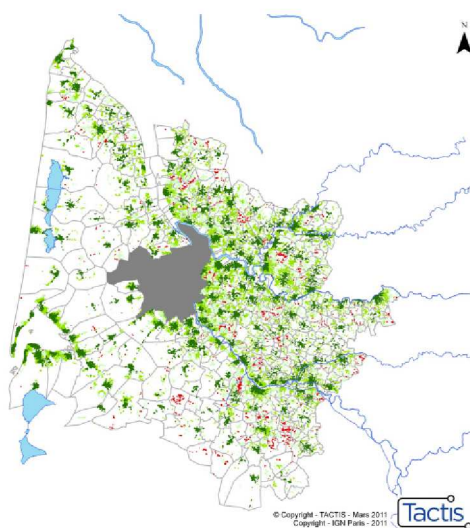 N
© Copyright - TACTIS - Mars 2011
Copyright - IGN Paris - 2011
Tactis